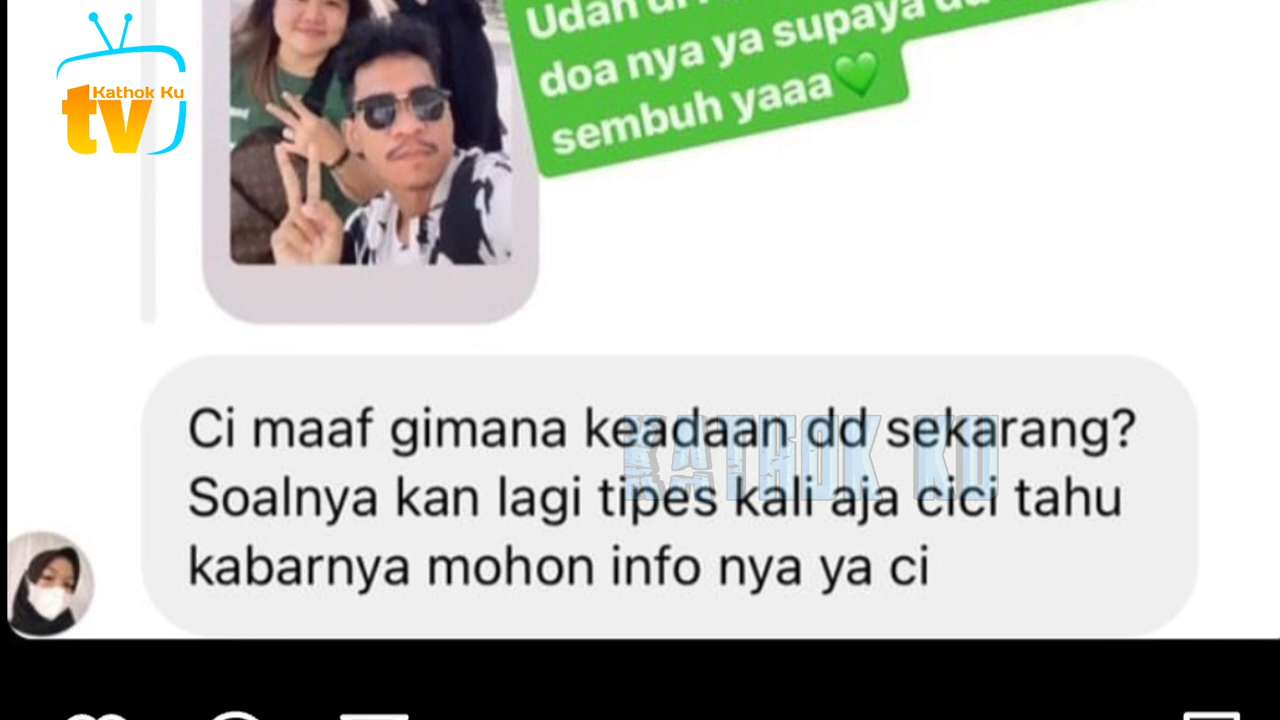 Kathok Ku
tv
Udah
doa nya ya supaya
sembuh yaaa💚
Ci maaf gimana keadaan dd sekarang?
Soalnya kan lagi tipes kali aja cici tahu
kabarnya mohon info nya ya ci
KATHOK KU